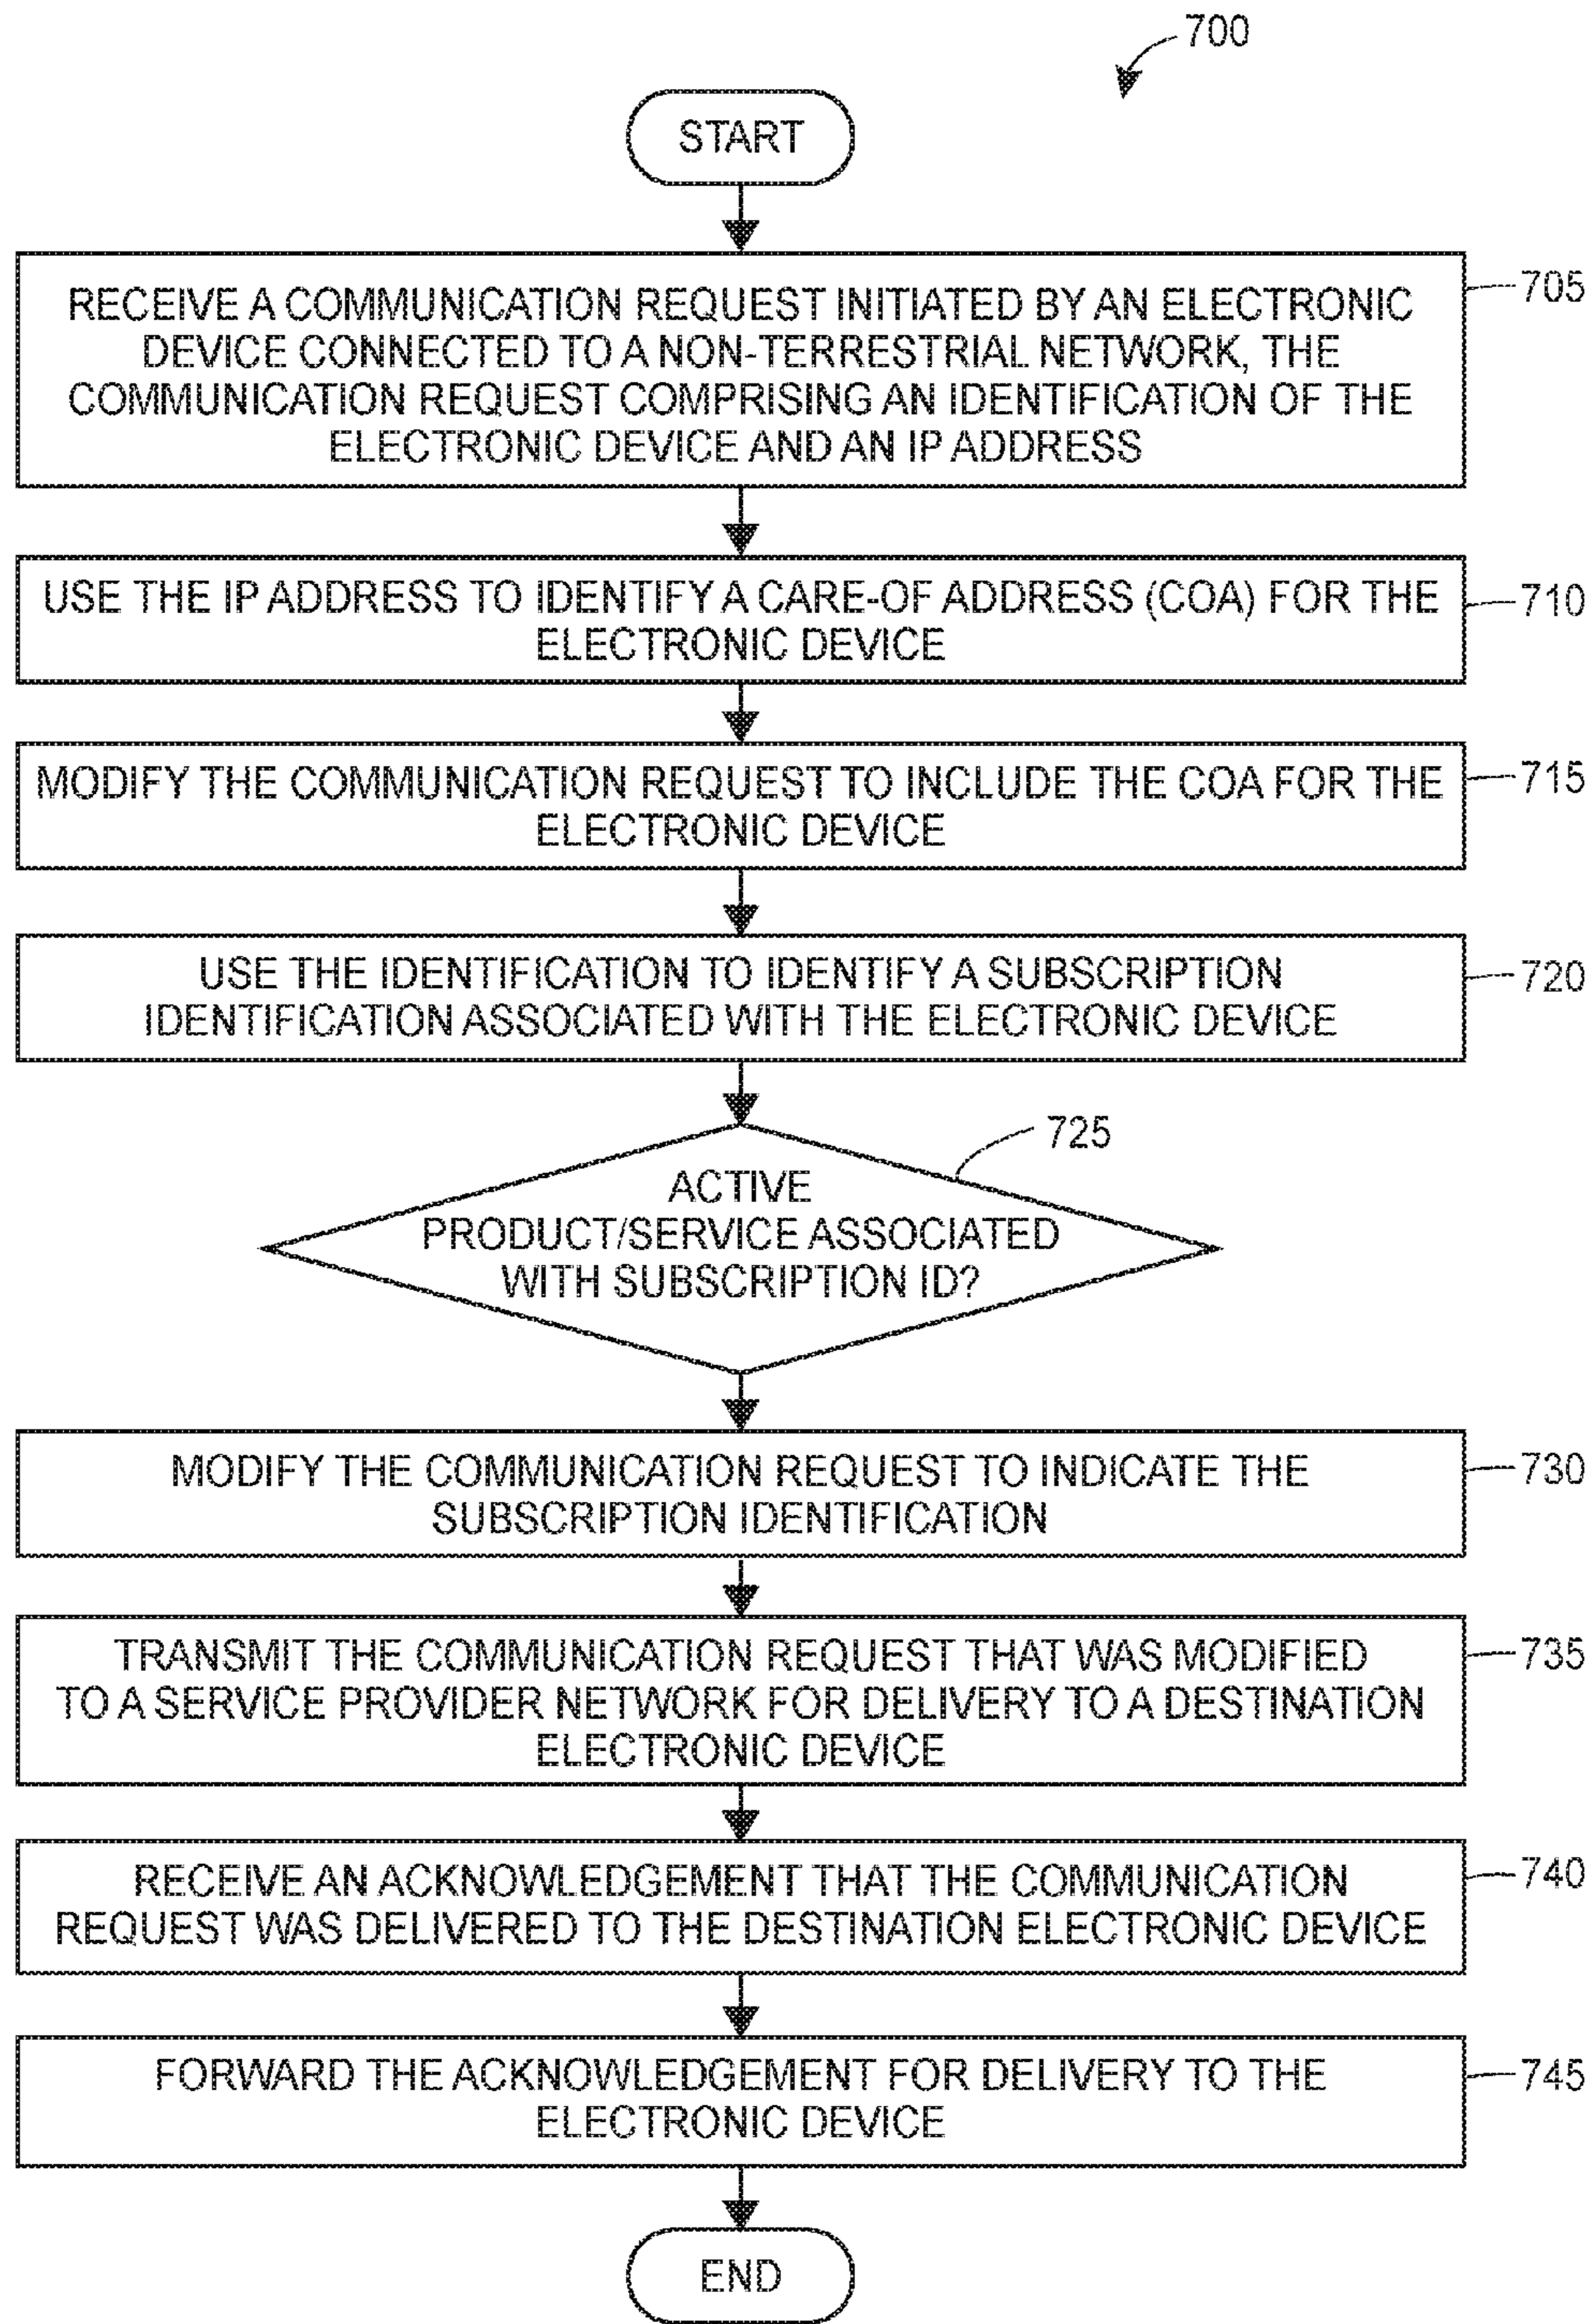 700
START
RECEIVE A COMMUNICATION REQUEST INITIATED BY AN ELECTRONIC
DEVICE CONNECTED TO A NON-TERRESTRIAL NETWORK, THE
COMMUNICATION REQUEST COMPRISING AN IDENTIFICATION OF THE
ELECTRONIC DEVICE AND AN IP ADDRESS
705
USE THE IP ADDRESS TO IDENTIFY A CARE-OF ADDRESS (COA) FOR THE
ELECTRONIC DEVICE
710
MODIFY THE COMMUNICATION REQUEST TO INCLUDE THE COA FOR THE
ELECTRONIC DEVICE
715
USE THE IDENTIFICATION TO IDENTIFY A SUBSCRIPTION
IDENTIFICATION ASSOCIATED WITH THE ELECTRONIC DEVICE
720
725
ACTIVE
PRODUCT/SERVICE ASSOCIATED
WITH SUBSCRIPTION ID?
MODIFY THE COMMUNICATION REQUEST TO INDICATE THE
SUBSCRIPTION IDENTIFICATION
730
TRANSMIT THE COMMUNICATION REQUEST THAT WAS MODIFIED
TO A SERVICE PROVIDER NETWORK FOR DELIVERY TO A DESTINATION
ELECTRONIC DEVICE
735
RECEIVE AN ACKNOWLEDGEMENT THAT THE COMMUNICATION
REQUEST WAS DELIVERED TO THE DESTINATION ELECTRONIC DEVICE
740
FORWARD THE ACKNOWLEDGEMENT FOR DELIVERY TO THE
ELECTRONIC DEVICE
745
END